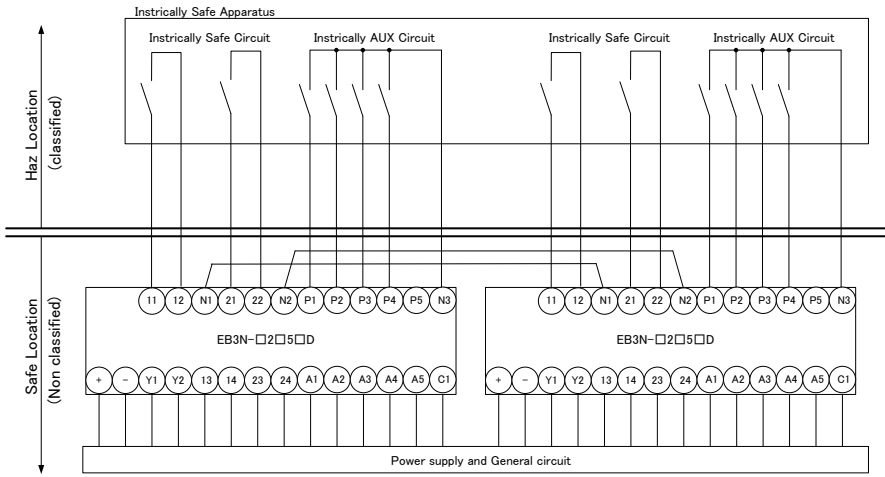 Instrically Safe Apparatus
Instrically Safe Circuit Instrically AUX Circuit Instrically Safe Circuit Instrically AUX Circuit
Haz Location
(classified)
Safe Location
(Non classified)
11 12 N1 21 22 N2 P1 P2 P3 P4 P5 N3 11 12 N1 21 22 N2 P1 P2 P3 P4 P5 N3
EB3N-□2□5□D EB3N-□2□5□D
+ - Y1 Y2 13 14 23 24 A1 A2 A3 A4 A5 C1 + - Y1 Y2 13 14 23 24 A1 A2 A3 A4 A5 C1
Power supply and General circuit